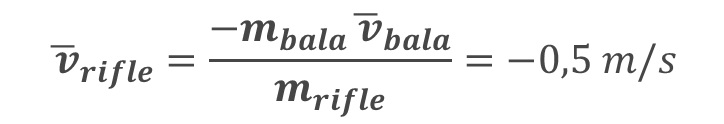 v̅_rifle = (−m_bala v̅_bala) / m_rifle = −0,5 m/s